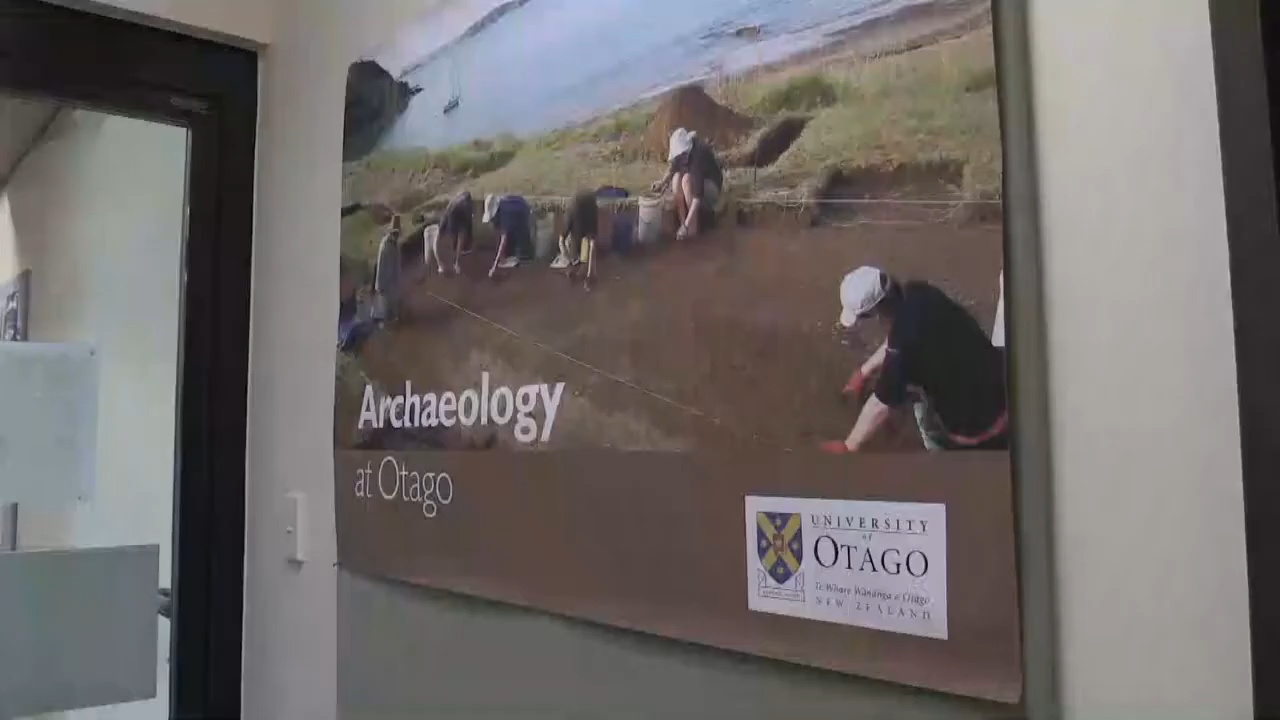 Archaeology
at Otago
UNIVERSITY
of
OTAGO
Te Whare Wānanga o Otāgo
NEW ZEALAND